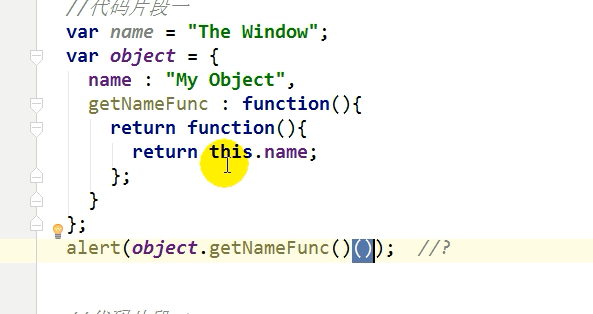 //代码片段一
var name = "The Window";
var object = {
  name : "My Object",
  getNameFunc : function(){
    return function(){
      return this.name;
    };
  }
};
alert(object.getNameFunc()());  //?